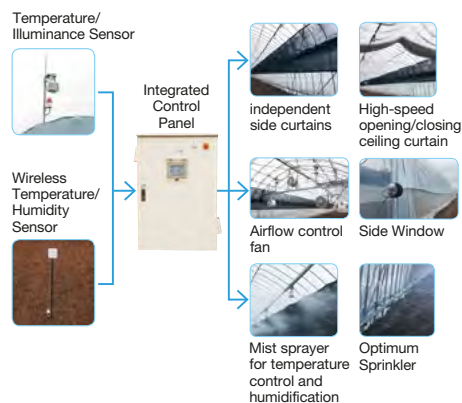 Temperature/
Illuminance Sensor
Wireless
Temperature/
Humidity
Sensor
Integrated
Control
Panel
independent
side curtains
High-speed
opening/closing
ceiling curtain
Airflow control
fan
Side Window
Mist sprayer
for temperature
control and
humidification
Optimum
Sprinkler